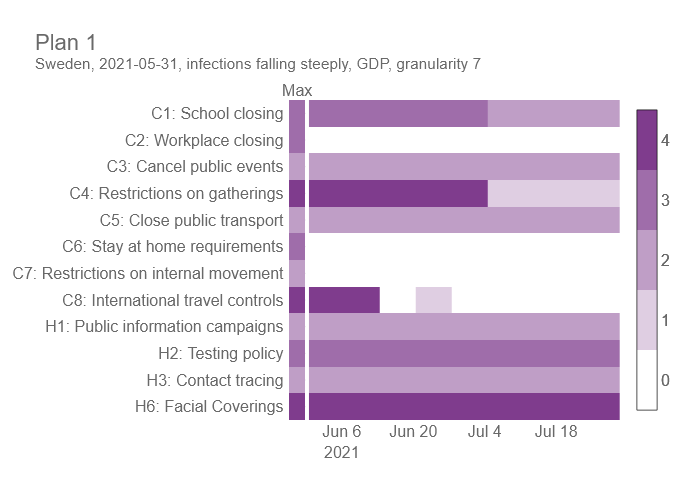 Plan 1
Sweden, 2021-05-31, infections falling steeply, GDP, granularity 7
Max
C1: School closing
C2: Workplace closing
C3: Cancel public events
C4: Restrictions on gatherings
C5: Close public transport
C6: Stay at home requirements
C7: Restrictions on internal movement
C8: International travel controls
H1: Public information campaigns
H2: Testing policy
H3: Contact tracing
H6: Facial Coverings
4
3
2
1
0
Jun 6 Jun 20 Jul 4 Jul 18
2021